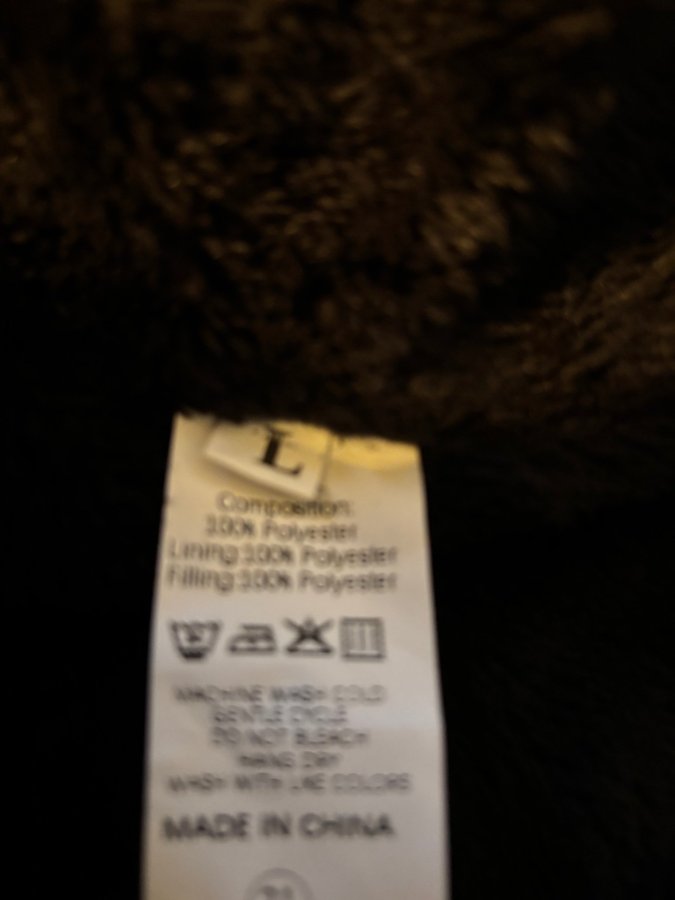 L
Composition:
100% Polyester
Lining:100% Polyester
Filling:100% Polyester
MACHINE WASH COLD
GENTLE CYCLE
DO NOT BLEACH
HANG DRY
WASH WITH LIKE COLORS
MADE IN CHINA